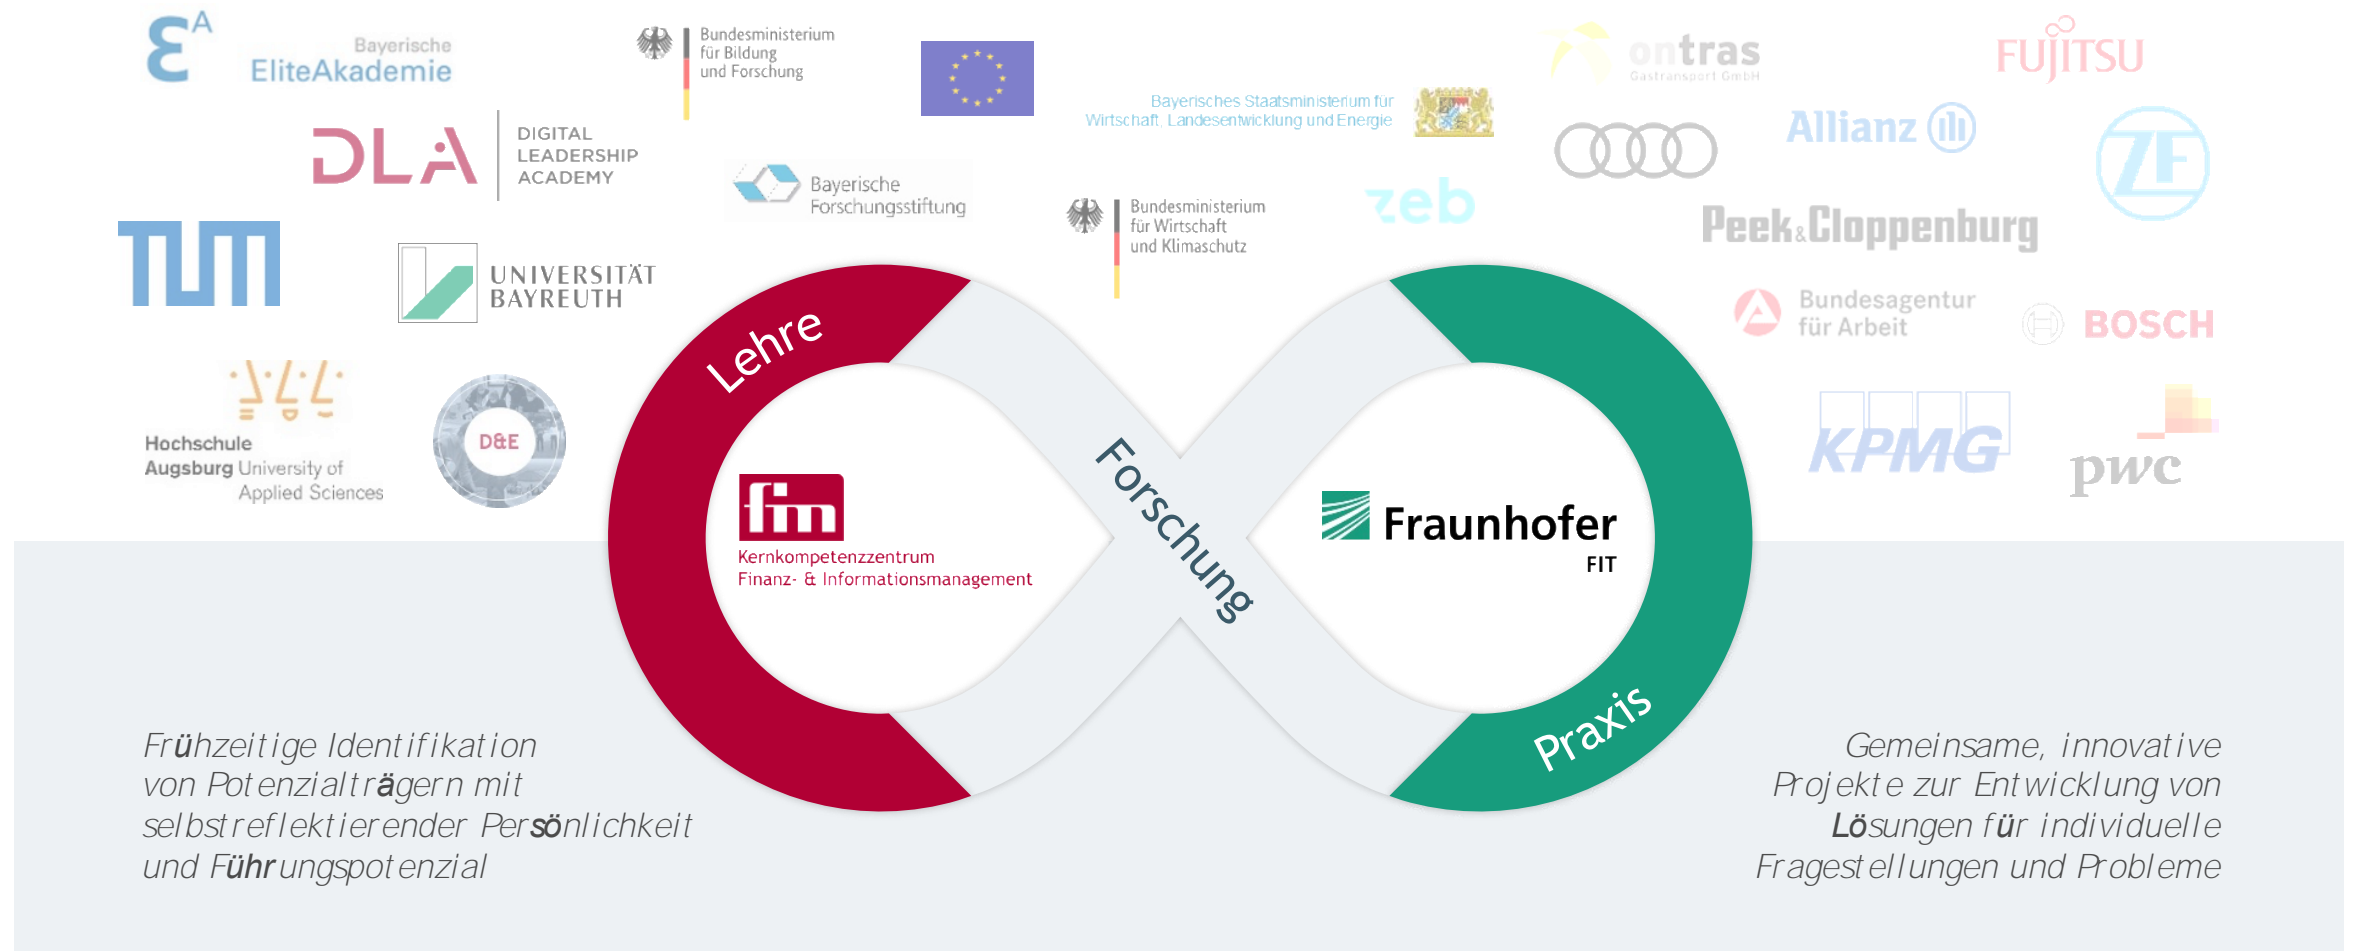 εA
Bayerische
EliteAkademie
DLA
DIGITAL
LEADERSHIP
ACADEMY
TUM
UNIVERSITÄT
BAYREUTH
Hochschule
Augsburg University of
Applied Sciences
D&E
Bundesministerium
für Bildung
und Forschung
Bayerische
Forschungsstiftung
Bayerisches Staatsministerium für
Wirtschaft, Landesentwicklung und Energie
Bundesministerium
für Wirtschaft
und Klimaschutz
zeb
ontras
Gastransport GmbH
FUJITSU
Allianz
ZF
Peek&Cloppenburg
Bundesagentur
für Arbeit
BOSCH
KPMG
pwc
Lehre
Forschung
Praxis
fim
Kernkompetenzzentrum
Finanz- & Informationsmanagement
Fraunhofer
FIT
Frühzeitige Identifikation
von Potenzialträgern mit
selbstreflektierender Persönlichkeit
und Führungspotenzial
Gemeinsame, innovative
Projekte zur Entwicklung von
Lösungen für individuelle
Fragestellungen und Probleme